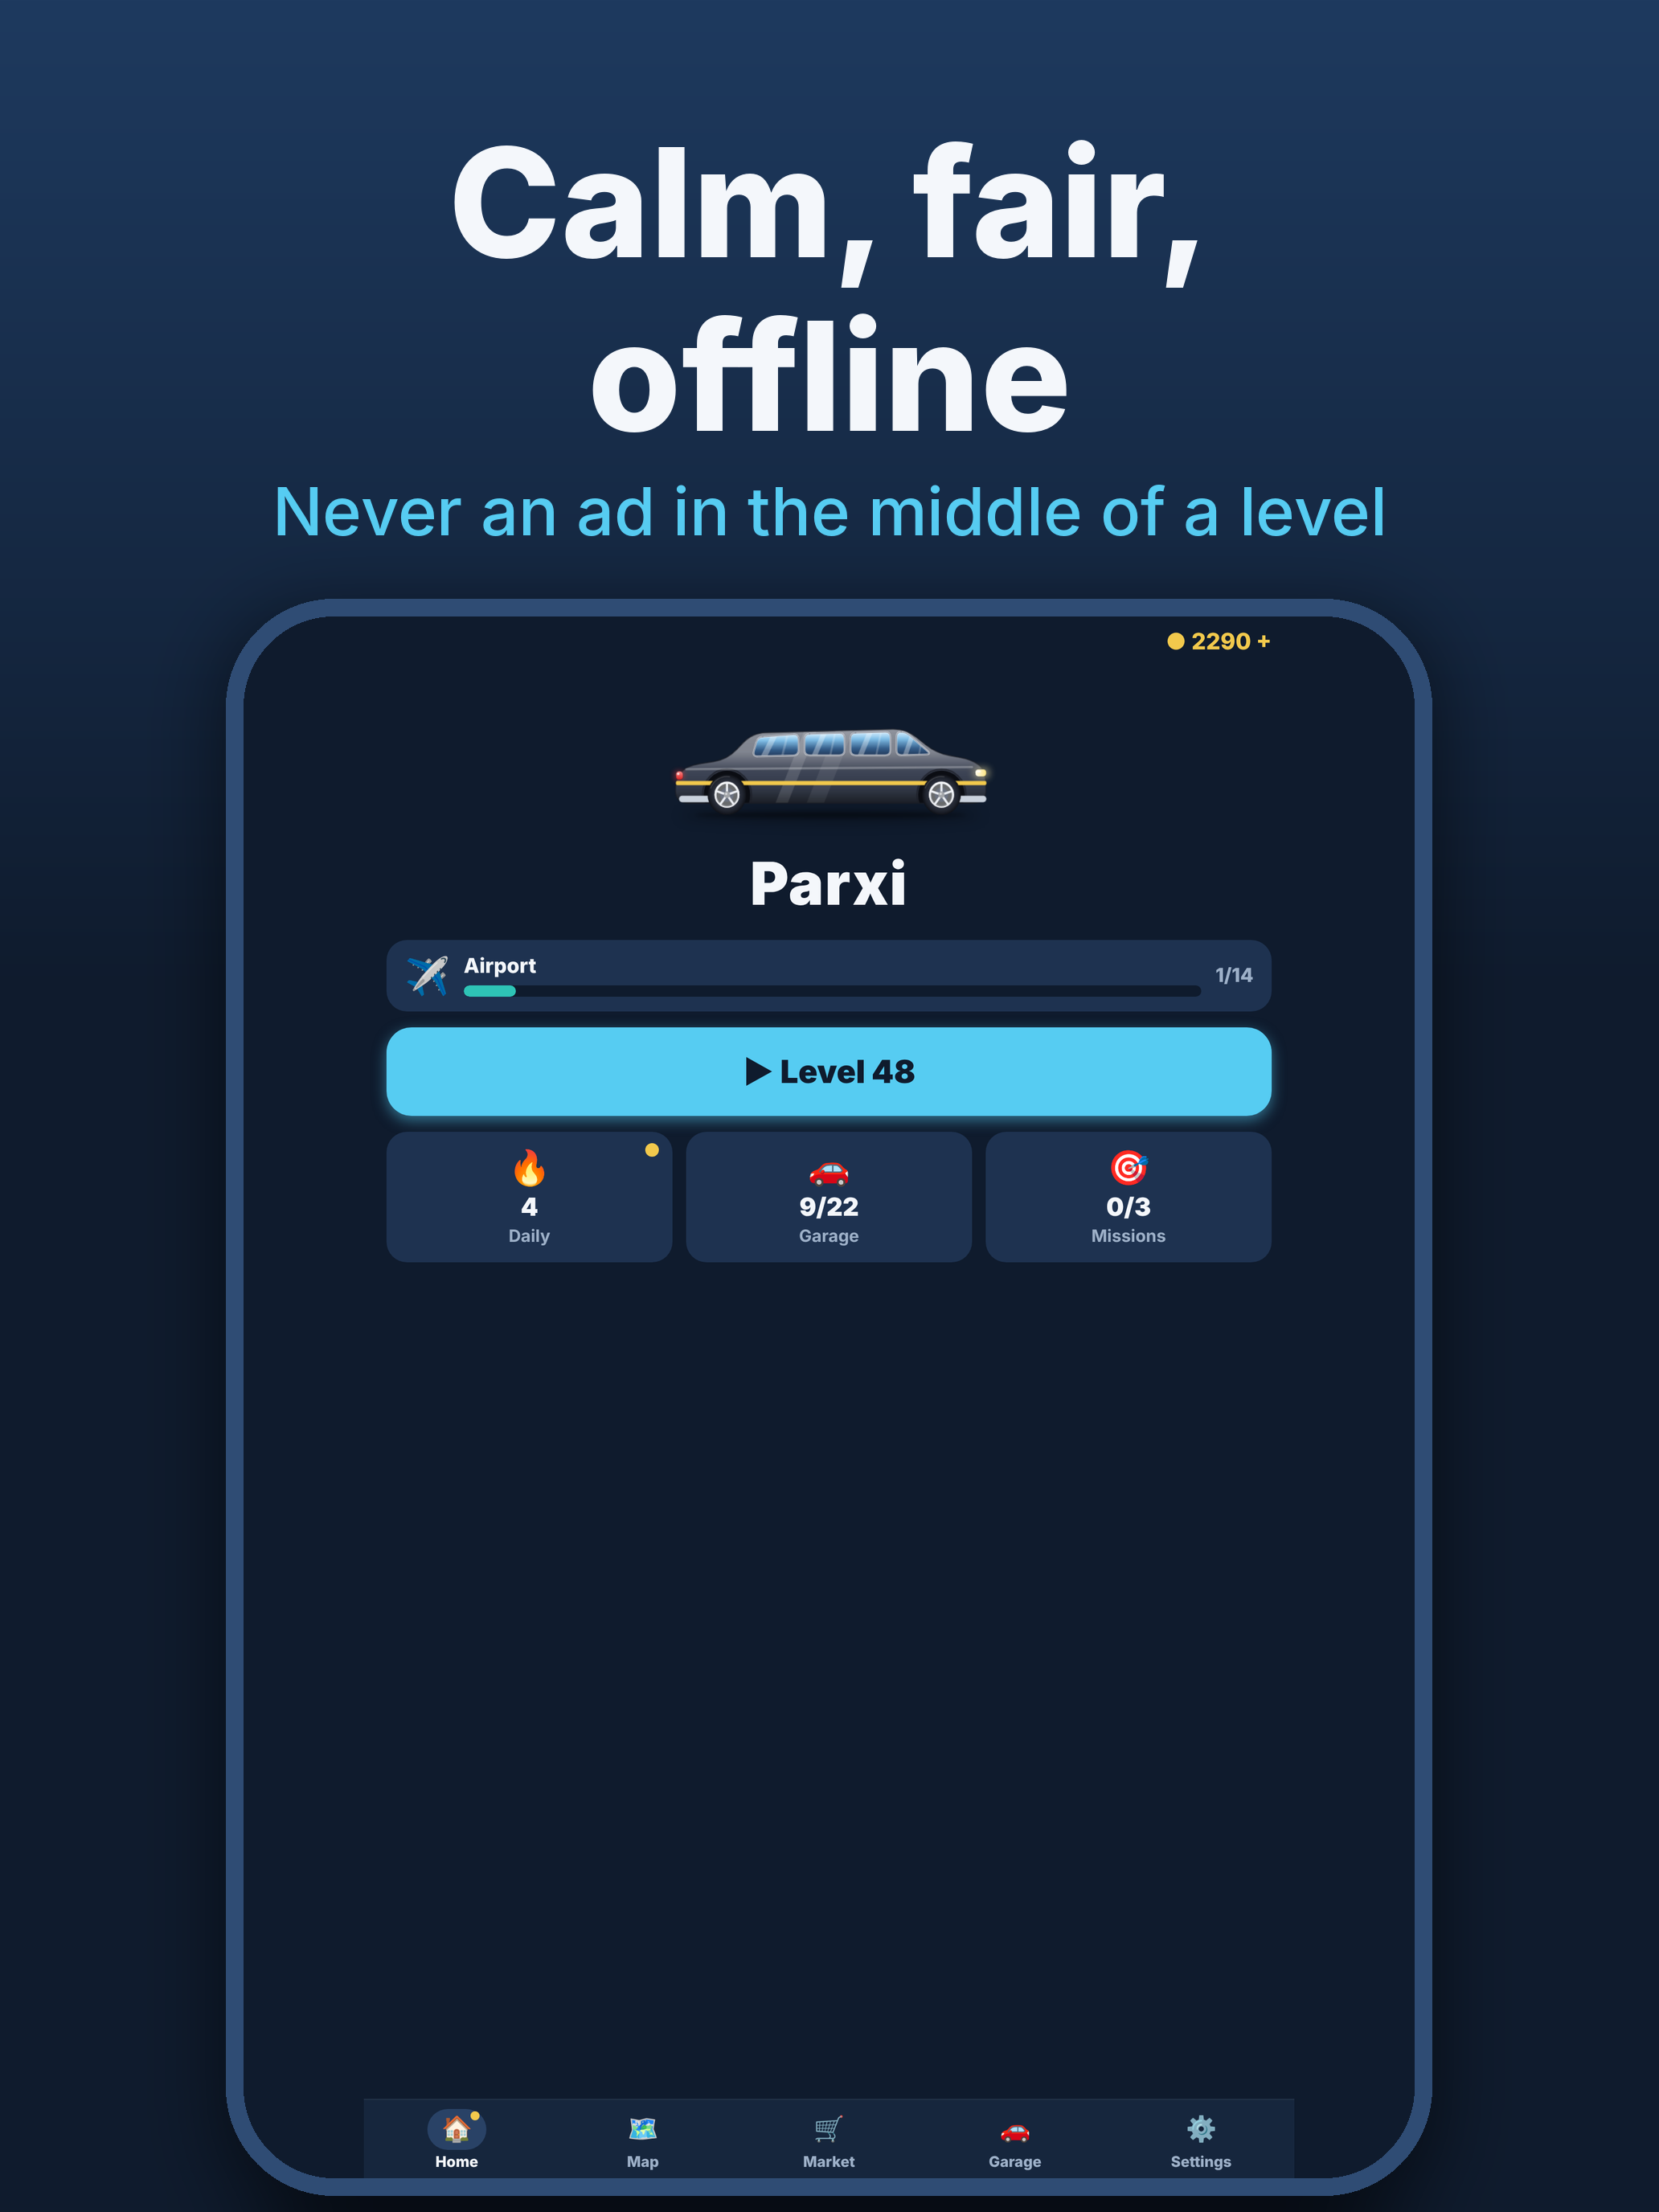 Calm, fair,
offline
Never an ad in the middle of a level
2290 +
Parxi
Airport
1/14
Level 48
4
Daily
9/22
Garage
0/3
Missions
Home
Map
Market
Garage
Settings